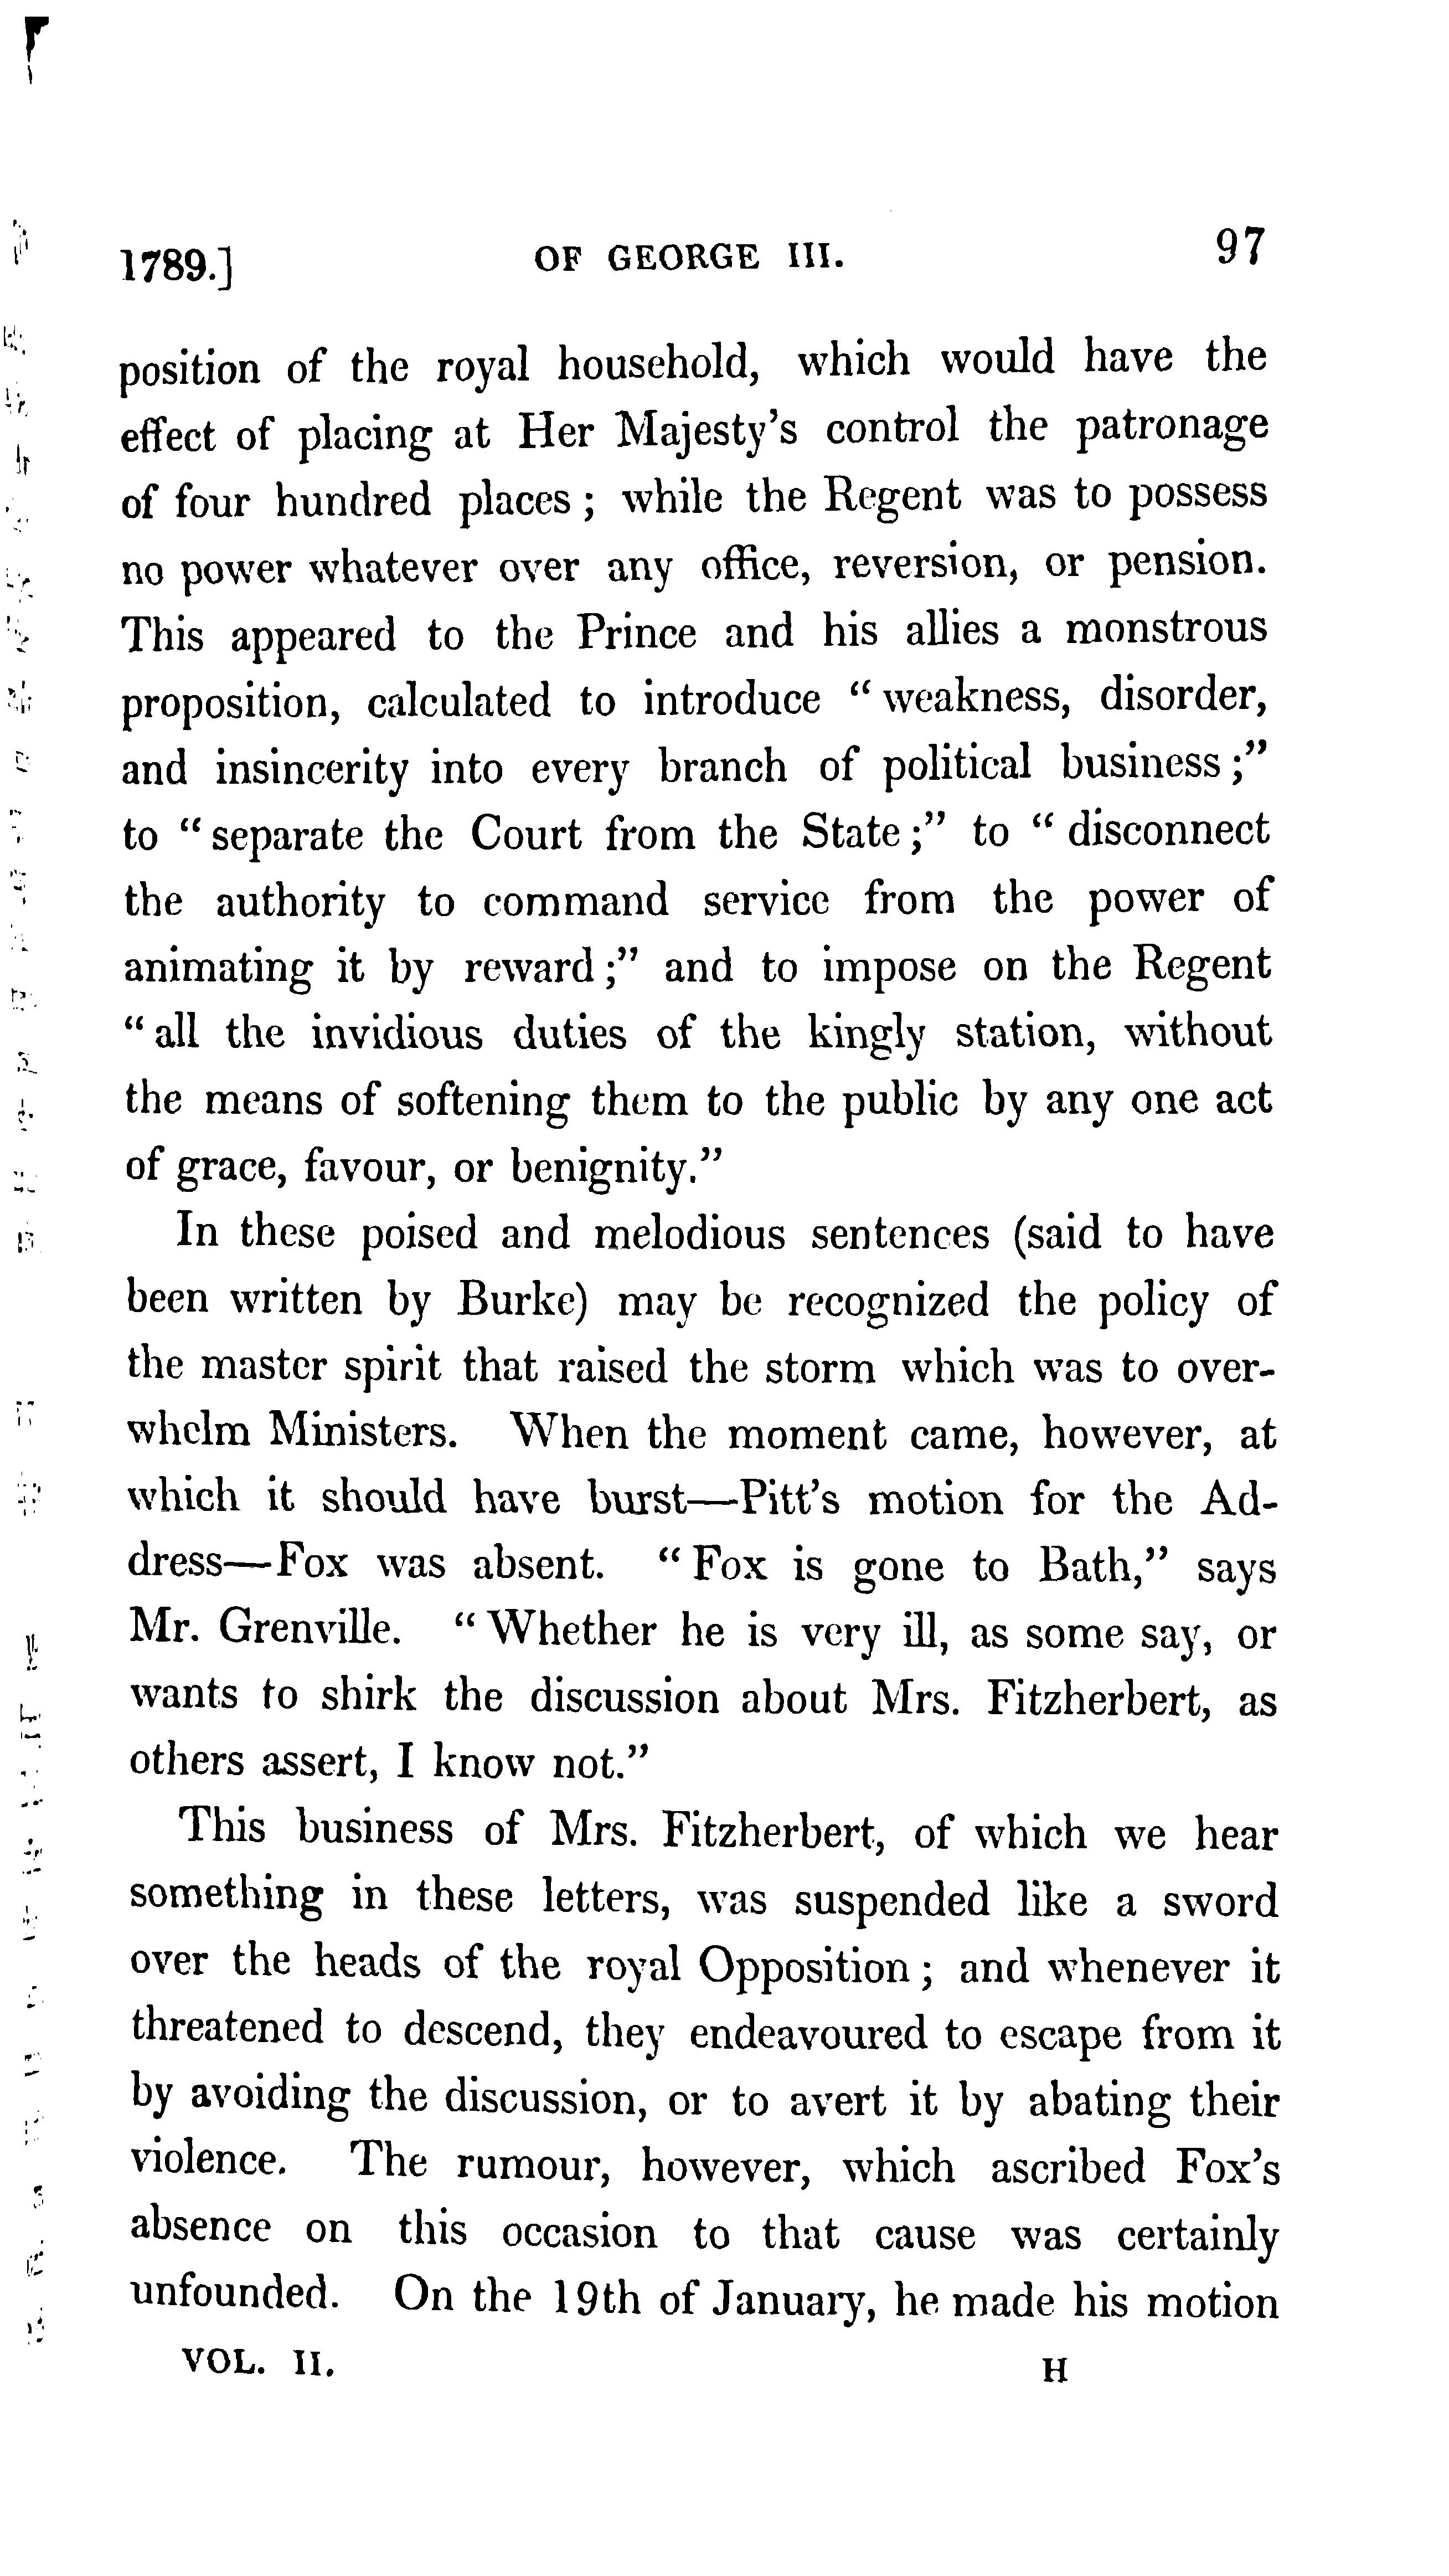 1789.] OF GEORGE III. 97
position of the royal household, which would have the
effect of placing at Her Majesty's control the patronage
of four hundred places ; while the Regent was to possess
no power whatever over any office, reversion, or pension.
This appeared to the Prince and his allies a monstrous
proposition, calculated to introduce “ weakness, disorder,
and insincerity into every branch of political business ;”
to “ separate the Court from the State ;” to “ disconnect
the authority to command service from the power of
animating it by reward ;” and to impose on the Regent
“ all the invidious duties of the kingly station, without
the means of softening them to the public by any one act
of grace, favour, or benignity.”
In these poised and melodious sentences (said to have
been written by Burke) may be recognized the policy of
the master spirit that raised the storm which was to over-
whelm Ministers. When the moment came, however, at
which it should have burst—Pitt's motion for the Ad-
dress—Fox was absent. “ Fox is gone to Bath,” says
Mr. Grenville. “ Whether he is very ill, as some say, or
wants to shirk the discussion about Mrs. Fitzherbert, as
others assert, I know not.”
This business of Mrs. Fitzherbert, of which we hear
something in these letters, was suspended like a sword
over the heads of the royal Opposition ; and whenever it
threatened to descend, they endeavoured to escape from it
by avoiding the discussion, or to avert it by abating their
violence. The rumour, however, which ascribed Fox's
absence on this occasion to that cause was certainly
unfounded. On the 19th of January, he made his motion
VOL. II. H